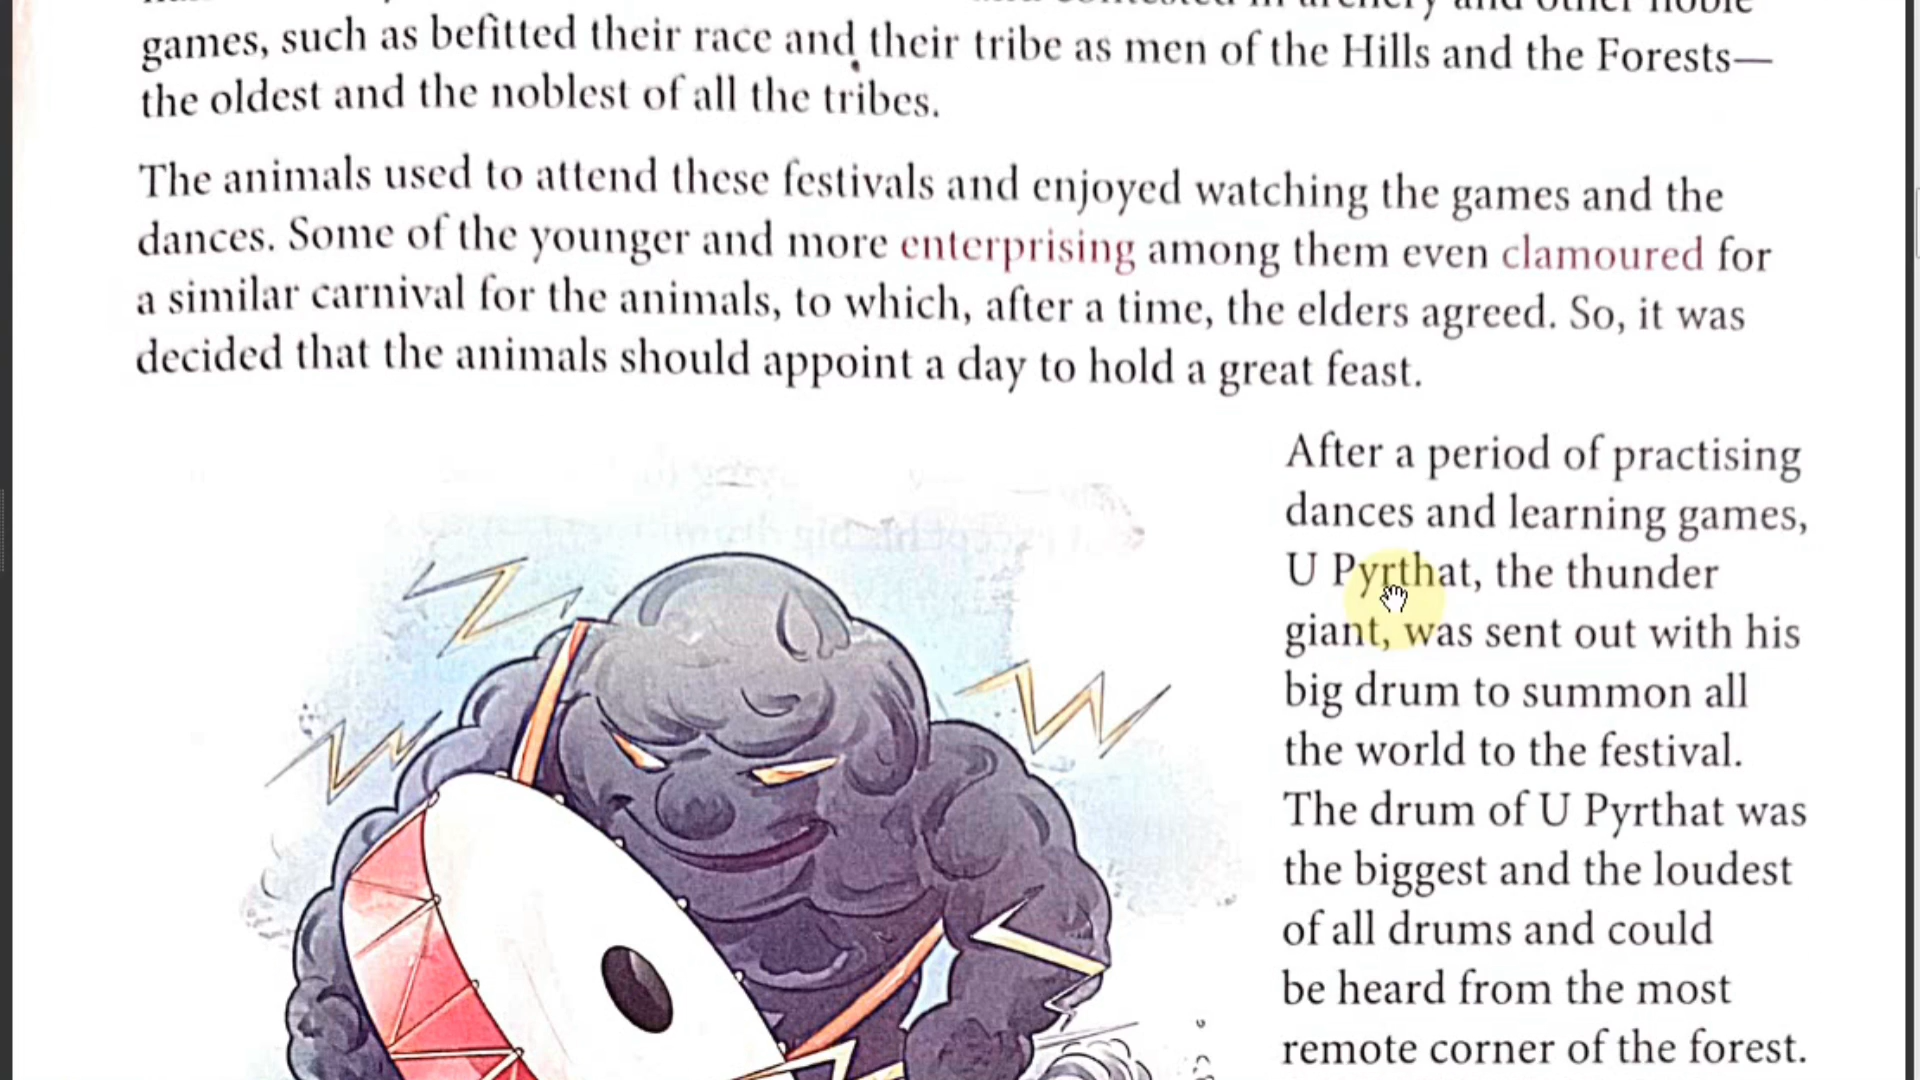 games, such as befitted their race and their tribe as men of the Hills and the Forests—
the oldest and the noblest of all the tribes.
The animals used to attend these festivals and enjoyed watching the games and the
dances. Some of the younger and more enterprising among them even clamoured for
a similar carnival for the animals, to which, after a time, the elders agreed. So, it was
decided that the animals should appoint a day to hold a great feast.
After a period of practising
dances and learning games,
U Pyrthat, the thunder
giant, was sent out with his
big drum to summon all
the world to the festival.
The drum of U Pyrthat was
the biggest and the loudest
of all drums and could
be heard from the most
remote corner of the forest.